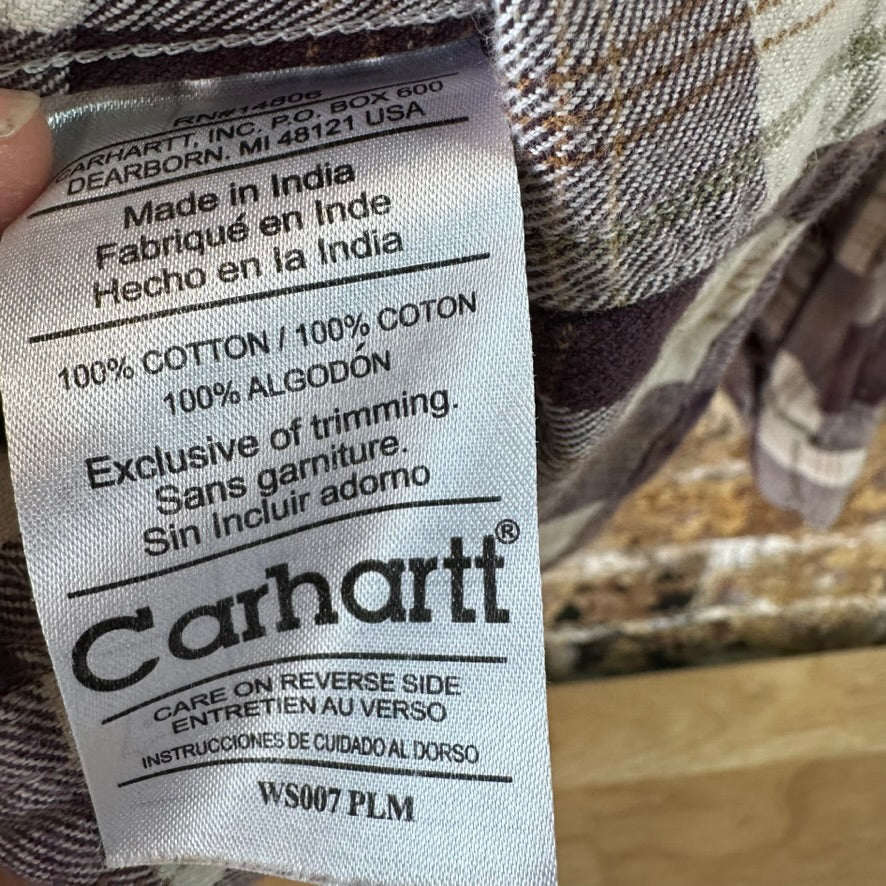 RN#14806
CARHARTT, INC. P.O. BOX 600
DEARBORN, MI 48121 USA
Made in India
Fabriqué en Inde
Hecho en la India
100% COTTON / 100% COTON
100% ALGODÓN
Exclusive of trimming.
Sans garniture.
Sin Incluir adorno
Carhartt®
CARE ON REVERSE SIDE
ENTRETIEN AU VERSO
INSTRUCCIONES DE CUIDADO AL DORSO
WS007 PLM